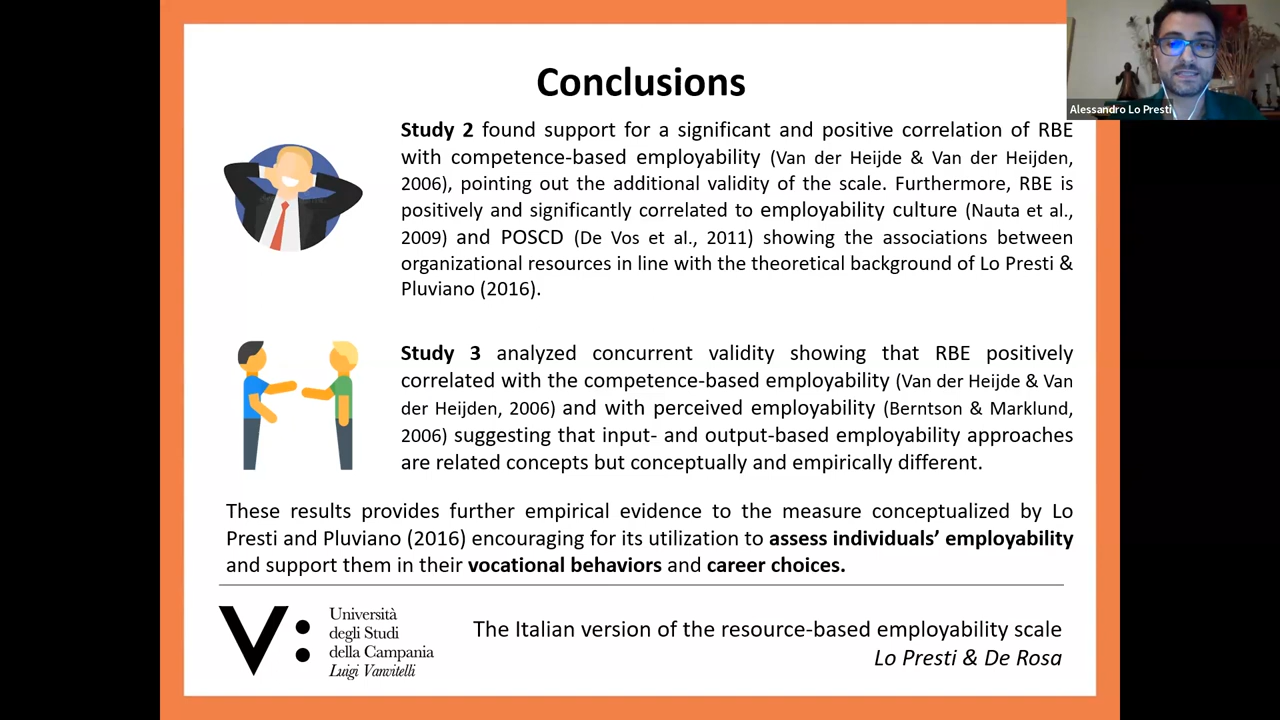 Conclusions
Alessandro Lo Presti
Study 2 found support for a significant and positive correlation of RBE
with competence-based employability (Van der Heijde & Van der Heijden,
2006), pointing out the additional validity of the scale. Furthermore, RBE is
positively and significantly correlated to employability culture (Nauta et al.,
2009) and POSCD (De Vos et al., 2011) showing the associations between
organizational resources in line with the theoretical background of Lo Presti &
Pluviano (2016).
Study 3 analyzed concurrent validity showing that RBE positively
correlated with the competence-based employability (Van der Heijde & Van
der Heijden, 2006) and with perceived employability (Berntson & Marklund,
2006) suggesting that input- and output-based employability approaches
are related concepts but conceptually and empirically different.
These results provides further empirical evidence to the measure conceptualized by Lo
Presti and Pluviano (2016) encouraging for its utilization to assess individuals’ employability
and support them in their vocational behaviors and career choices.
V:
Università
degli Studi
della Campania
Luigi Vanvitelli
The Italian version of the resource-based employability scale
Lo Presti & De Rosa